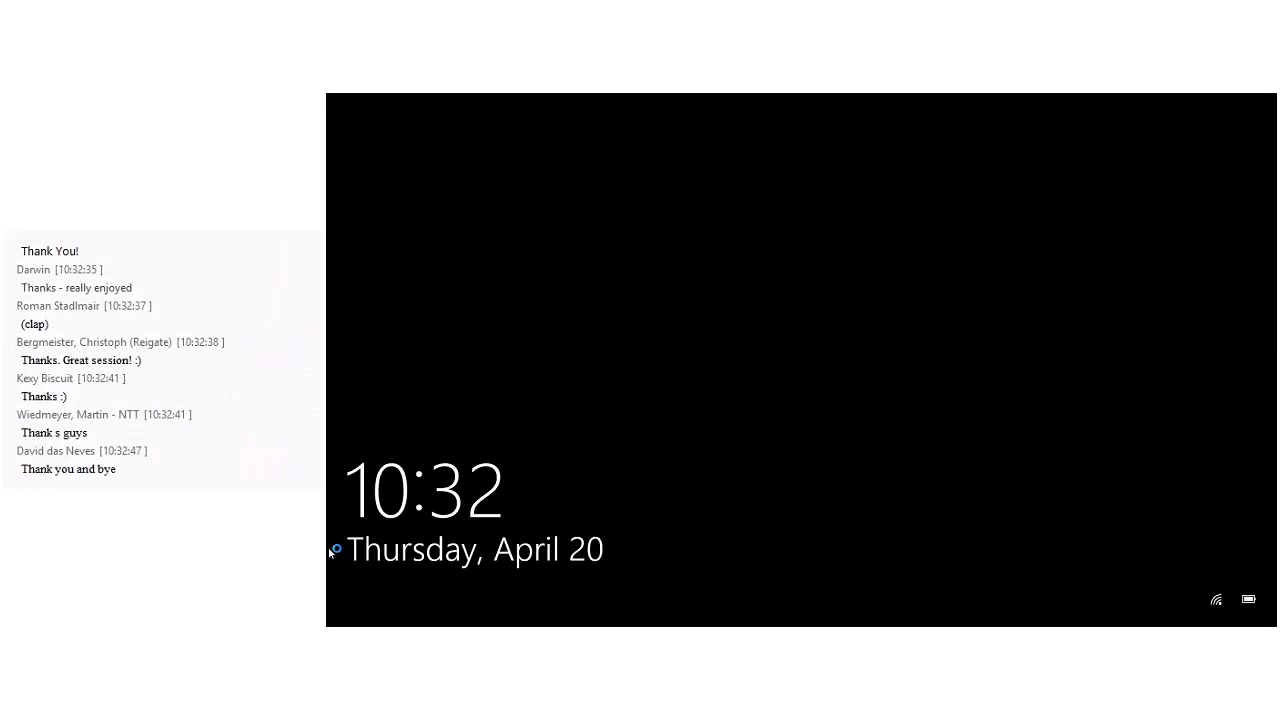 Thank You!
Darwin [10:32:35 ]
Thanks - really enjoyed
Roman Stadlmair [10:32:37 ]
(clap)
Bergmeister, Christoph (Reigate) [10:32:38 ]
Thanks. Great session! :)
Kexy Biscuit [10:32:41 ]
Thanks :)
Wiedmeyer, Martin - NTT [10:32:41 ]
Thank s guys
David das Neves [10:32:47 ]
Thank you and bye
10:32
Thursday, April 20